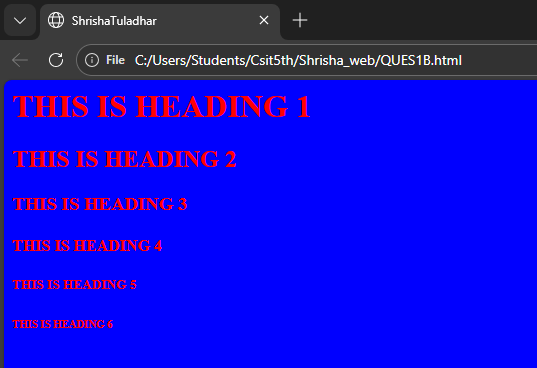 ShrishaTuladhar
File C:/Users/Students/Csit5th/Shrisha_web/QUES1B.html
THIS IS HEADING 1
THIS IS HEADING 2
THIS IS HEADING 3
THIS IS HEADING 4
THIS IS HEADING 5
THIS IS HEADING 6